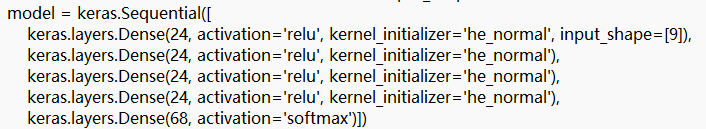 model = keras.Sequential([
keras.layers.Dense(24, activation='relu', kernel_initializer='he_normal', input_shape=[9]),
keras.layers.Dense(24, activation='relu', kernel_initializer='he_normal'),
keras.layers.Dense(24, activation='relu', kernel_initializer='he_normal'),
keras.layers.Dense(24, activation='relu', kernel_initializer='he_normal'),
keras.layers.Dense(68, activation='softmax')])